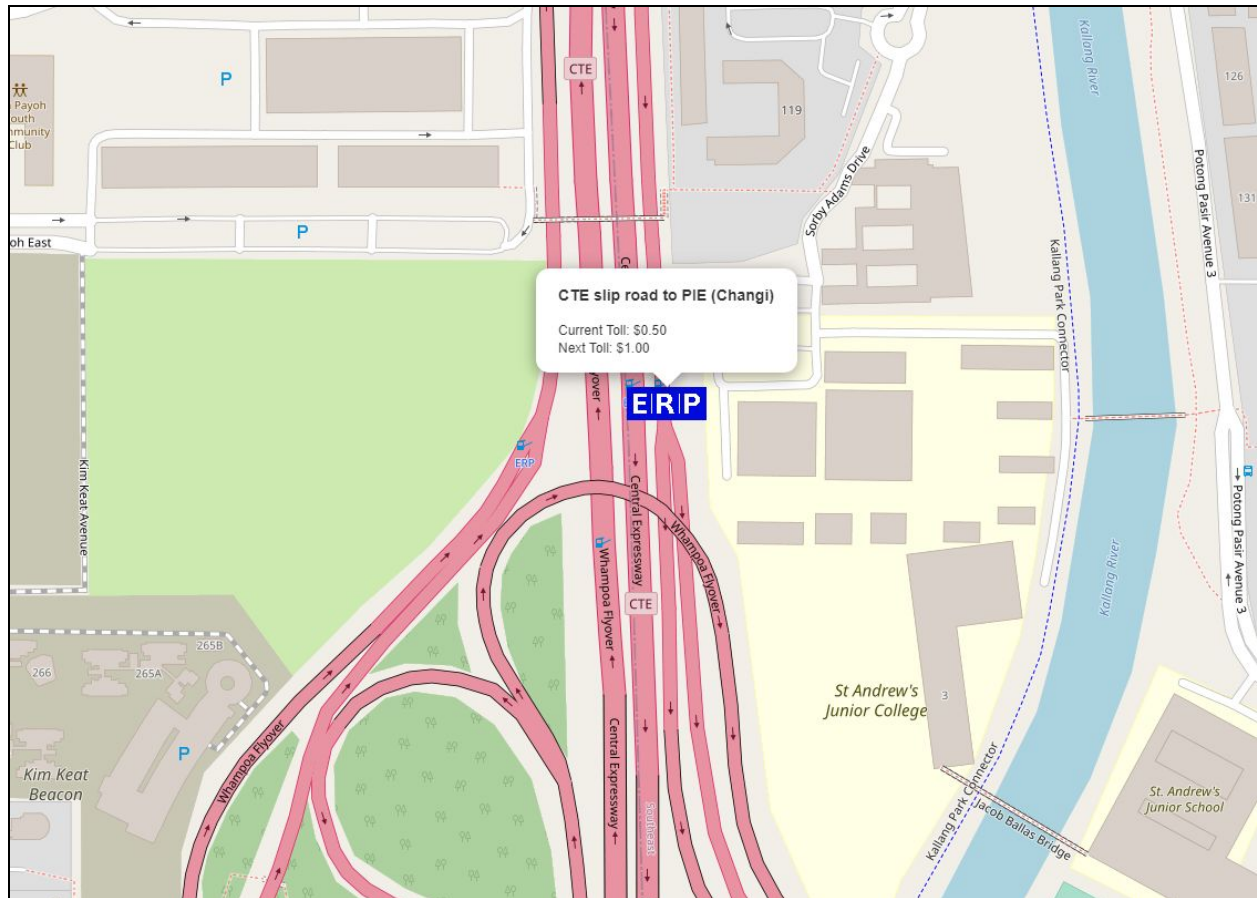 CTE
P
Payoh
outh
mmunity
Club
119
126
131
Kallang River
Potong Pasir Avenue 3
Sorby Adams Drive
Kallang Park Connector
P
oh East
CTE slip road to PIE (Changi)
Current Toll: $0.50
Next Toll: $1.00
ERP
ERP
Kim Keat Avenue
Central Expressway
Whampoa Flyover
Whampoa Flyover
CTE
Potong Pasir Avenue 3
Kallang River
265B
266
265A
P
Kim Keat
Beacon
Whampoa Flyover
Central Expressway
Southeast
St Andrew's
Junior College
3
Kallang Park Connector
Jacob Ballas Bridge
St. Andrew's
Junior School